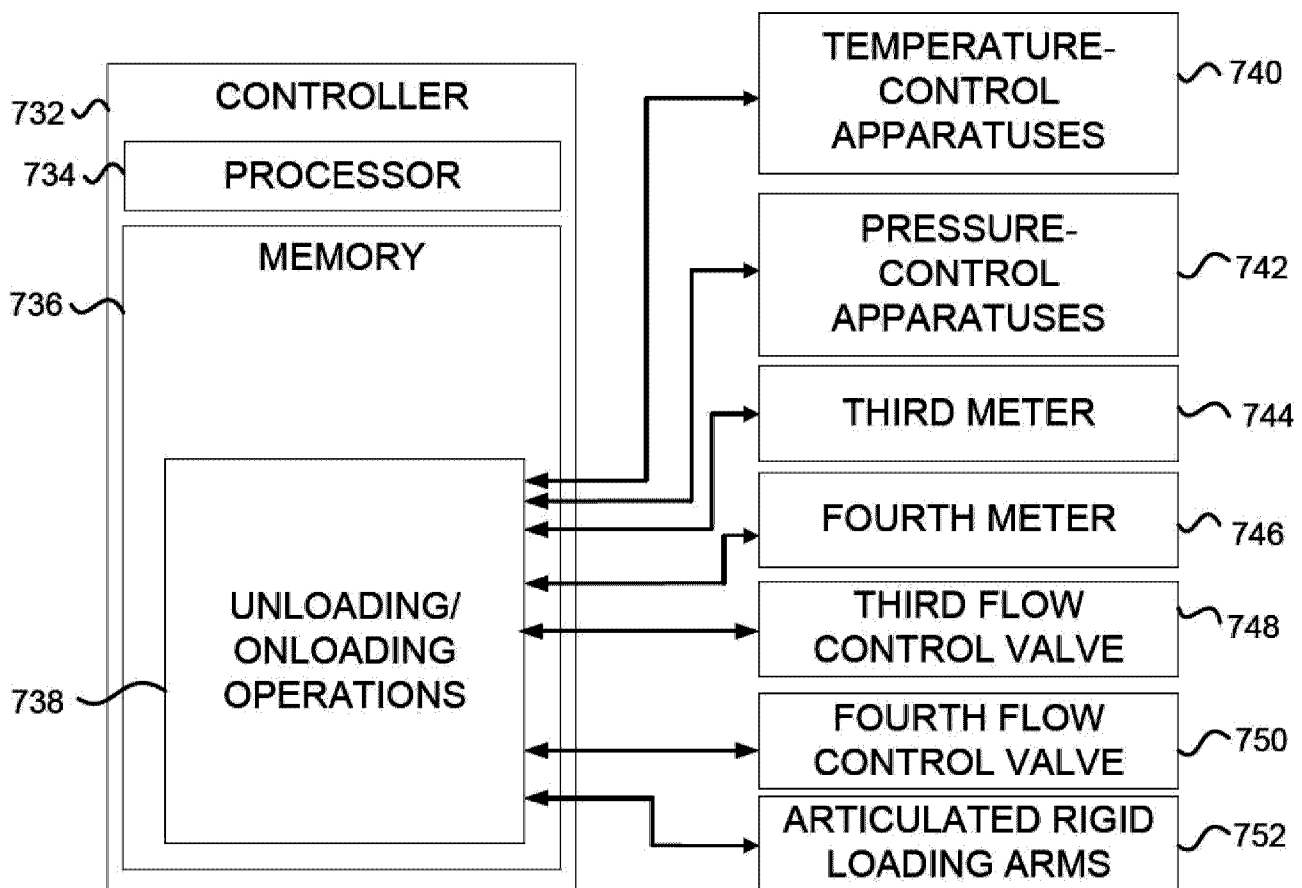 CONTROLLER
732
PROCESSOR
734
MEMORY
736
UNLOADING/
ONLOADING
OPERATIONS
738
TEMPERATURE-
CONTROL
APPARATUSES
740
PRESSURE-
CONTROL
APPARATUSES
742
THIRD METER
744
FOURTH METER
746
THIRD FLOW
CONTROL VALVE
748
FOURTH FLOW
CONTROL VALVE
750
ARTICULATED RIGID
LOADING ARMS
752